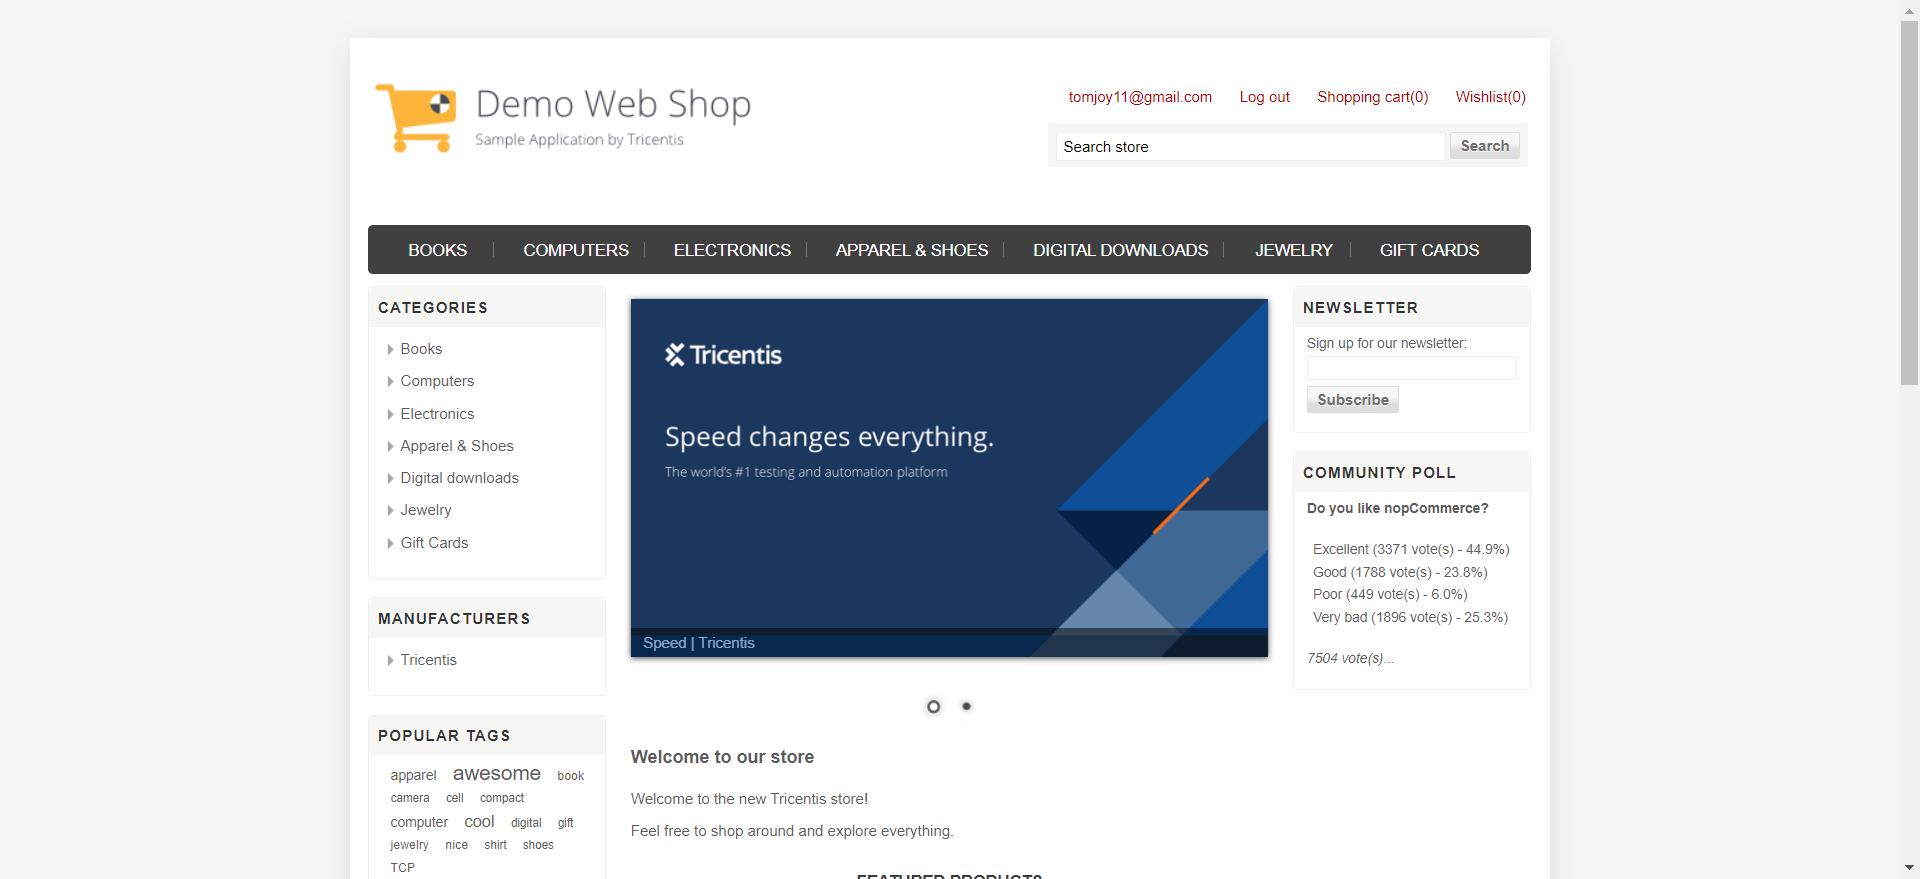 Demo Web Shop
Sample Application by Tricentis
tomjoy11@gmail.com Log out Shopping cart(0) Wishlist(0)
Search store Search
BOOKS COMPUTERS ELECTRONICS APPAREL & SHOES DIGITAL DOWNLOADS JEWELRY GIFT CARDS
CATEGORIES
Books
Computers
Electronics
Apparel & Shoes
Digital downloads
Jewelry
Gift Cards
MANUFACTURERS
Tricentis
POPULAR TAGS
apparel awesome book
camera cell compact
computer cool digital gift
jewelry nice shirt shoes
TCP
Tricentis
Speed changes everything.
The world's #1 testing and automation platform
Speed | Tricentis
Welcome to our store
Welcome to the new Tricentis store!
Feel free to shop around and explore everything.
FEATURED PRODUCTS
NEWSLETTER
Sign up for our newsletter:
Subscribe
COMMUNITY POLL
Do you like nopCommerce?
Excellent (3371 vote(s) - 44.9%)
Good (1788 vote(s) - 23.8%)
Poor (449 vote(s) - 6.0%)
Very bad (1896 vote(s) - 25.3%)
7504 vote(s)...